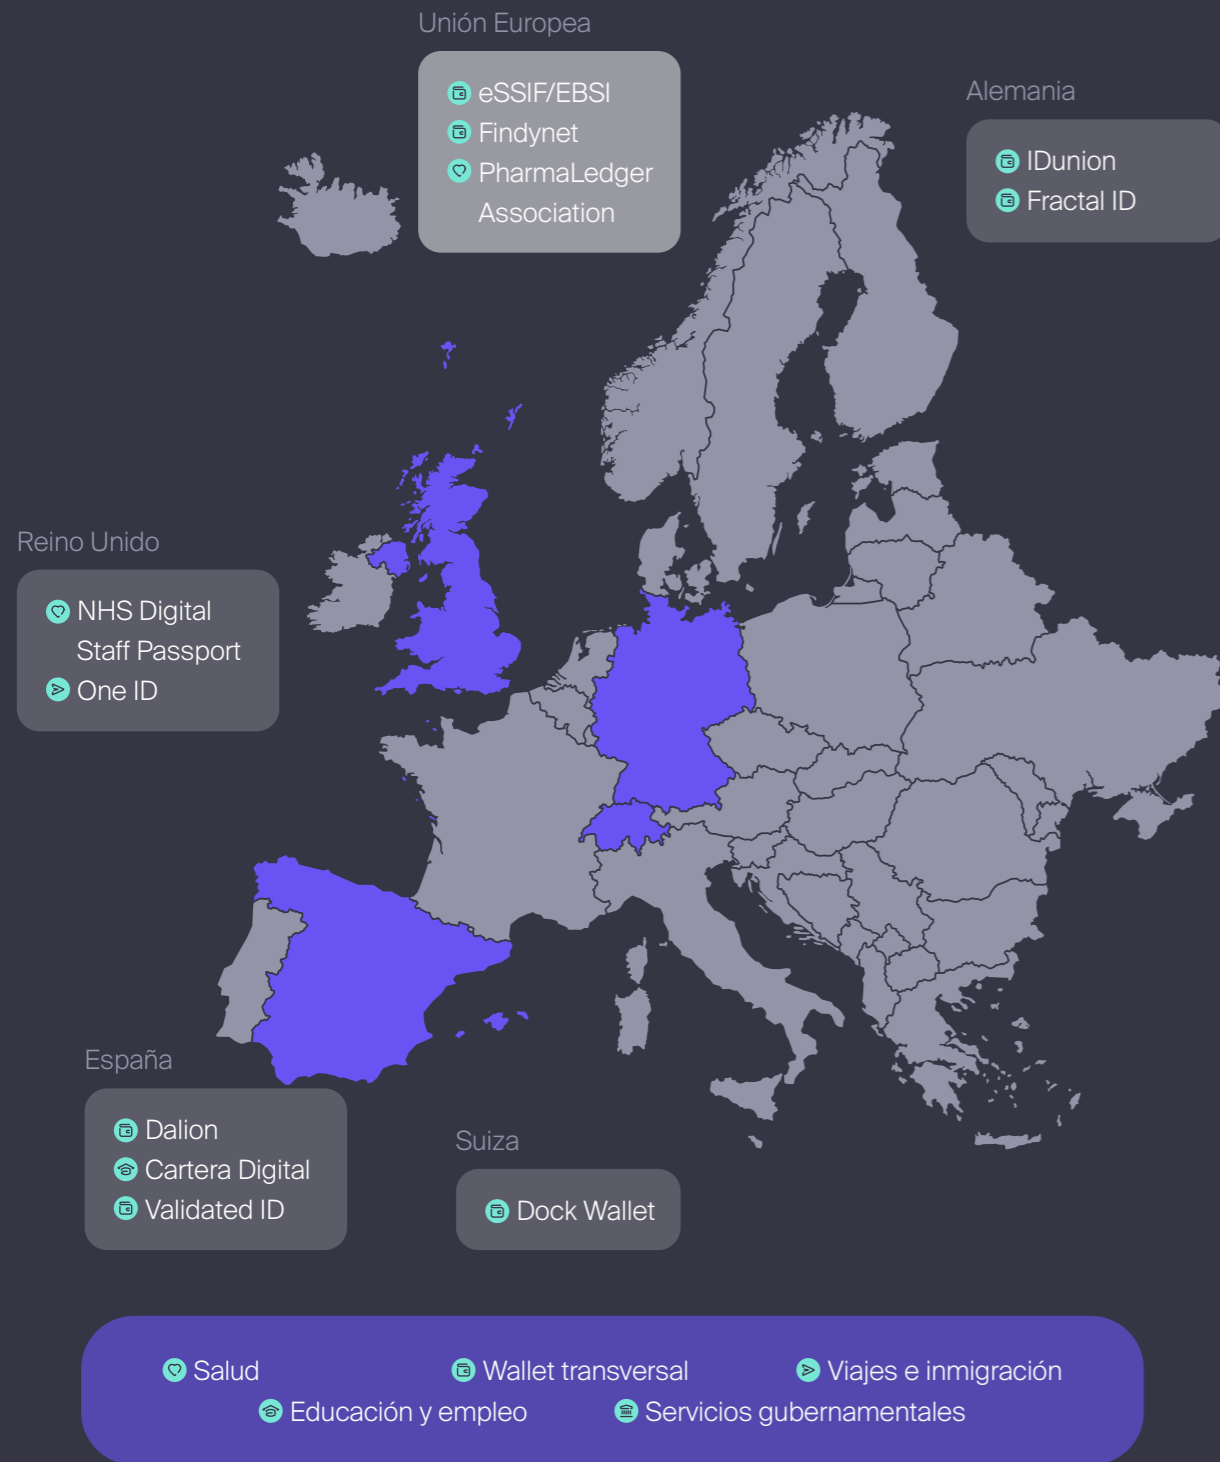 Unión Europea
eSSIF/EBSI
Findynet
PharmaLedger
Association
Alemania
IDunion
Fractal ID
Reino Unido
NHS Digital
Staff Passport
One ID
España
Dalion
Cartera Digital
Validated ID
Suiza
Dock Wallet
Salud
Wallet transversal
Viajes e inmigración
Educación y empleo
Servicios gubernamentales